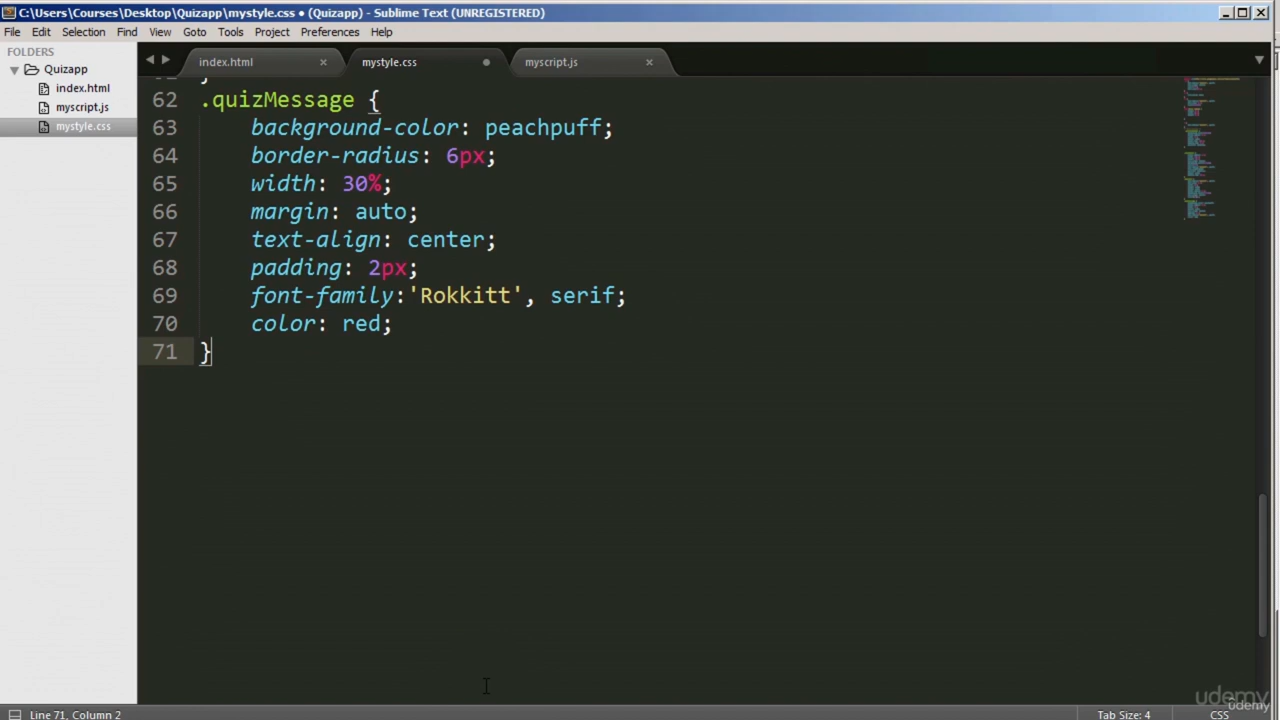 C:\Users\Courses\Desktop\Quizapp\mystyle.css • (Quizapp) - Sublime Text (UNREGISTERED)
File Edit Selection Find View Goto Tools Project Preferences Help
FOLDERS
Quizapp
index.html
myscript.js
mystyle.css
index.html mystyle.css myscript.js
62 .quizMessage {
63 background-color: peachpuff;
64 border-radius: 6px;
65 width: 30%;
66 margin: auto;
67 text-align: center;
68 padding: 2px;
69 font-family:'Rokkitt', serif;
70 color: red;
71 }
udemy
udemy
Line 71, Column 2
Tab Size: 4
CSS